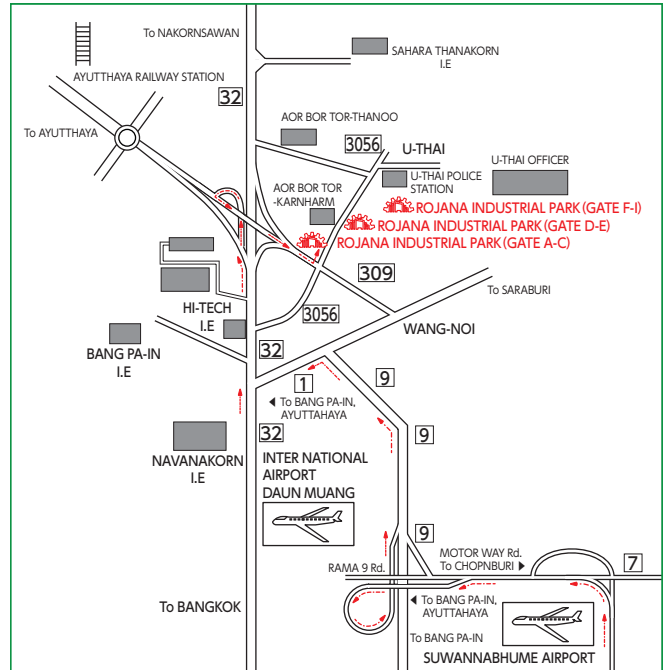 To NAKORNSAWAN
SAHARA THANAKORN
I.E
AYUTTHAYA RAILWAY STATION
32
To AYUTTHAYA
AOR BOR TOR-THANOO
3056
U-THAI
U-THAI OFFICER
U-THAI POLICE
STATION
AOR BOR TOR
-KARNHARM
ROJANA INDUSTRIAL PARK (GATE F-I)
ROJANA INDUSTRIAL PARK (GATE D-E)
ROJANA INDUSTRIAL PARK (GATE A-C)
309
To SARABURI
HI-TECH
I.E
3056
WANG-NOI
BANG PA-IN
I.E
32
1
9
To BANG PA-IN,
AYUTTAHAYA
32
9
NAVANAKORN
I.E
INTER NATIONAL
AIRPORT
DAUN MUANG
9
MOTOR WAY Rd.
To CHOPNBURI
7
RAMA 9 Rd.
To BANG PA-IN,
AYUTTAHAYA
To BANGKOK
To BANG PA-IN
SUWANNABHUME AIRPORT